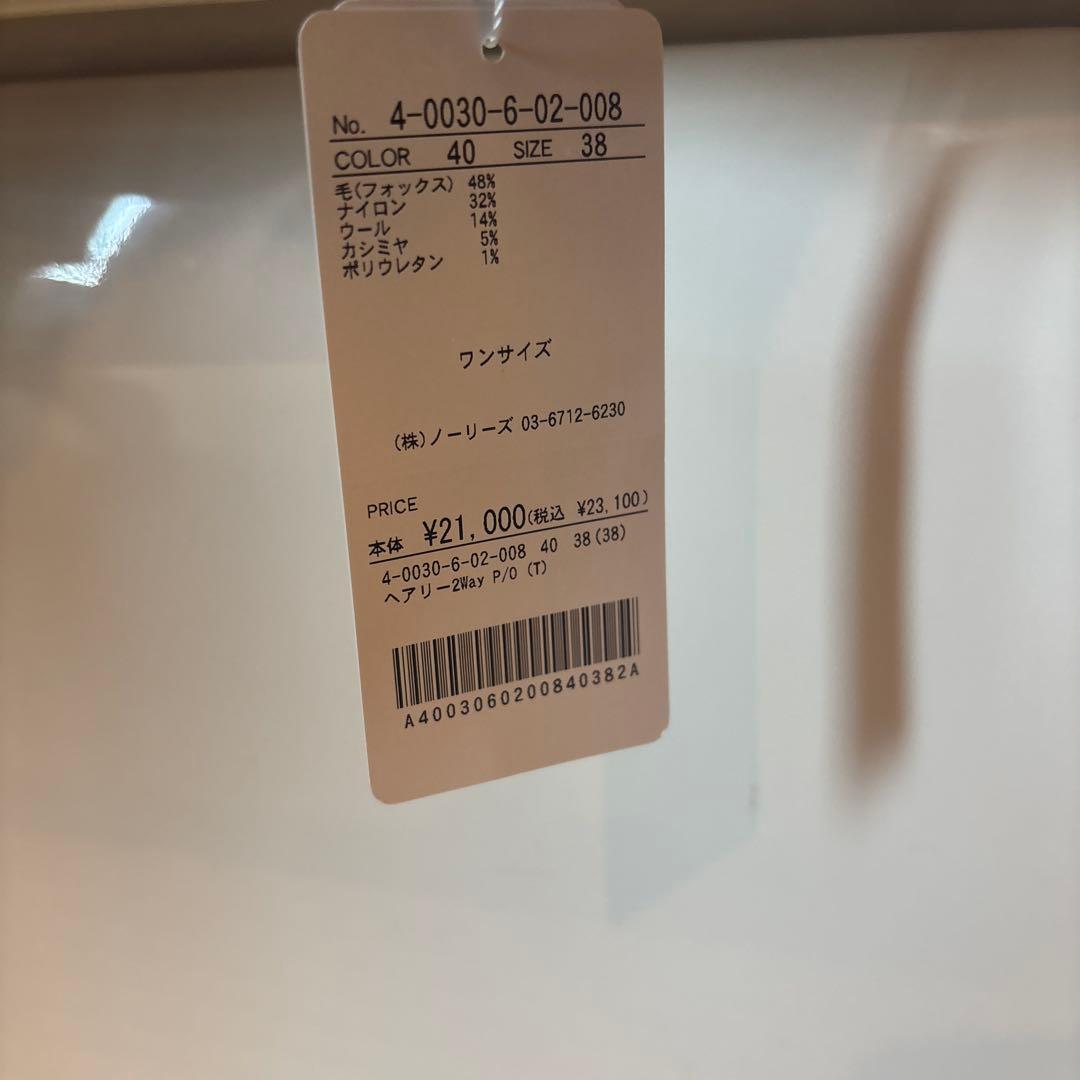 No. 4-0030-6-02-008
COLOR 40 SIZE 38
毛(フォックス) 48%
ナイロン 32%
ウール 14%
カシミヤ 5%
ポリウレタン 1%
ワンサイズ
(株)ノーリーズ 03-6712-6230
PRICE
本体 ¥21,000(税込 ¥23,100)
4-0030-6-02-008 40 38(38)
ヘアリー2Way P/O (T)
A4003060200840382A